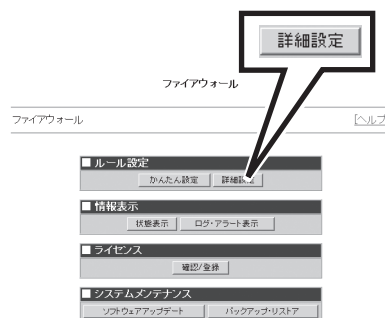 詳細設定
ファイアウォール
ファイアウォール [ヘルプ
■ルール設定
かんたん設定 詳細設定
■情報表示
状態表示 ログ・アラート表示
■ライセンス
確認/登録
■システムメンテナンス
ソフトウェアアップデート バックアップ・リストア